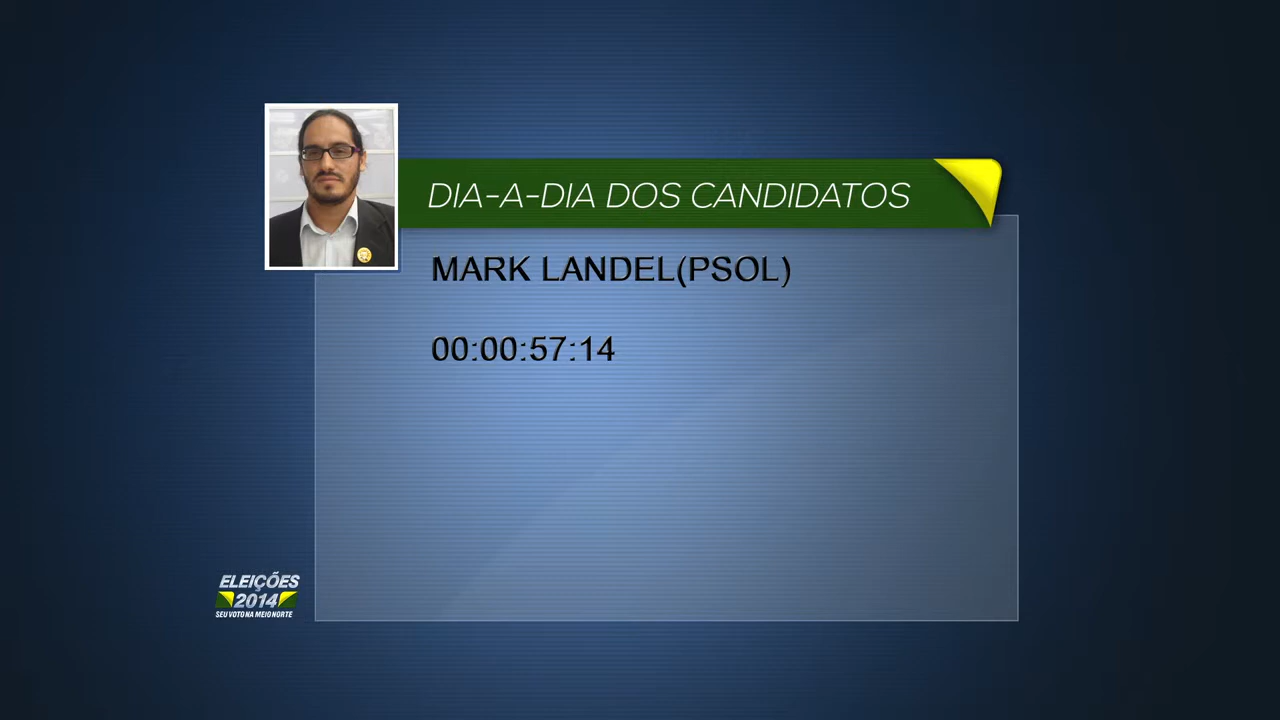 DIA-A-DIA DOS CANDIDATOS
MARK LANDEL(PSOL)
00:00:57:14
ELEIÇÕES
2014
SEU VOTO NA MEIO NORTE